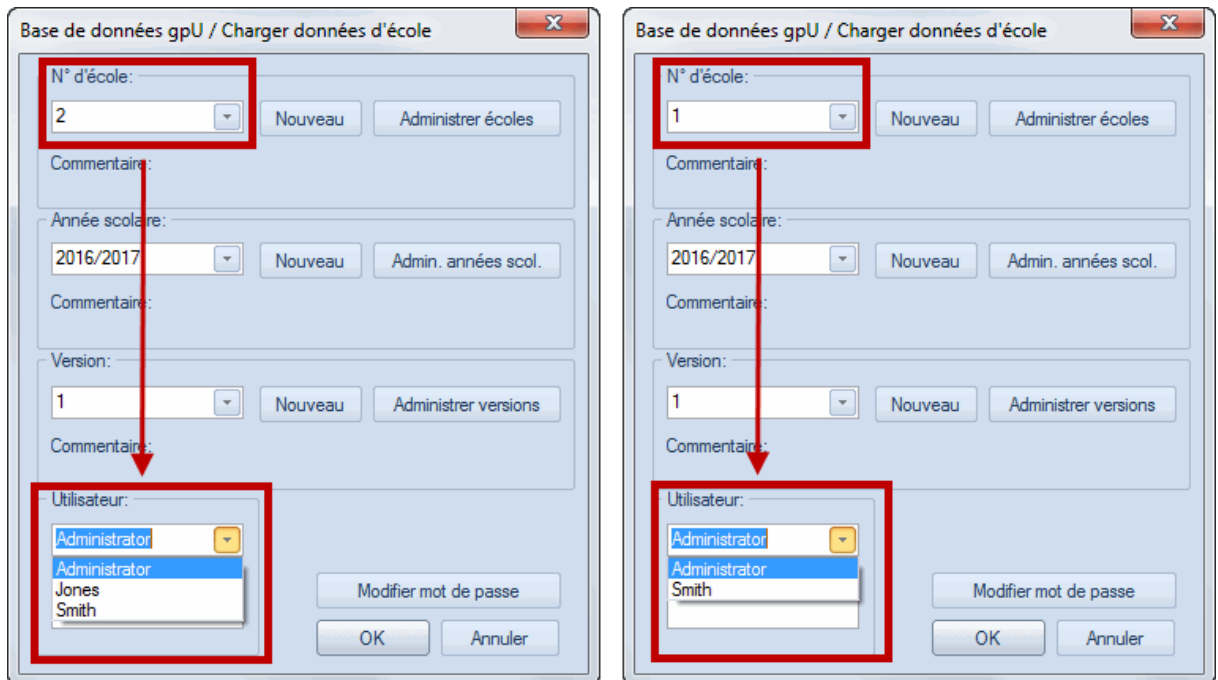 Base de données gpU / Charger données d'école
N° d'école:
2
Nouveau
Administrer écoles
Commentaire:
Année scolaire:
2016/2017
Nouveau
Admin. années scol.
Commentaire:
Version:
1
Nouveau
Administrer versions
Commentaire:
Utilisateur:
Administrator
Administrator
Jones
Smith
Modifier mot de passe
OK
Annuler
Base de données gpU / Charger données d'école
N° d'école:
1
Nouveau
Administrer écoles
Commentaire:
Année scolaire:
2016/2017
Nouveau
Admin. années scol.
Commentaire:
Version:
1
Nouveau
Administrer versions
Commentaire:
Utilisateur:
Administrator
Administrator
Smith
Modifier mot de passe
OK
Annuler